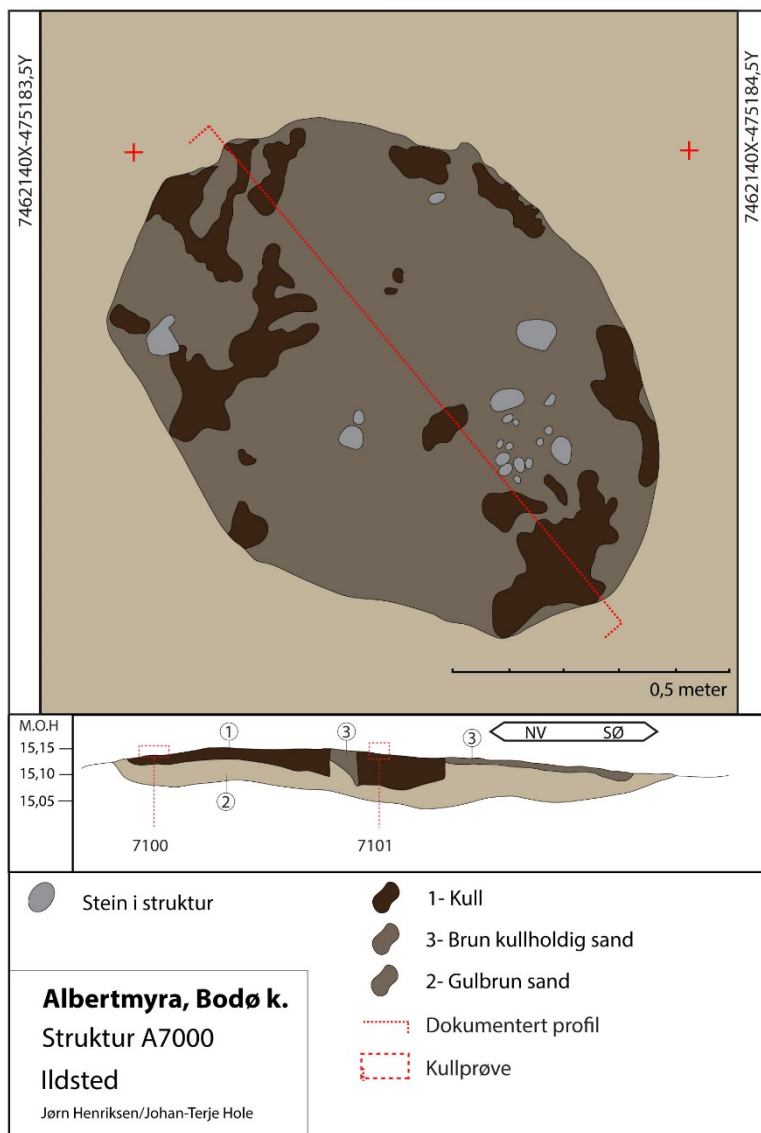 7462140X-475183,5Y
7462140X-475184,5Y
0,5 meter
M.O.H
15,15
15,10
15,05
1
3
3
2
NV SØ
7100
7101
Stein i struktur
1- Kull
3- Brun kullholdig sand
2- Gulbrun sand
Dokumentert profil
Kullprøve
Albertmyra, Bodø k.
Struktur A7000
Ildsted
Jørn Henriksen/Johan-Terje Hole